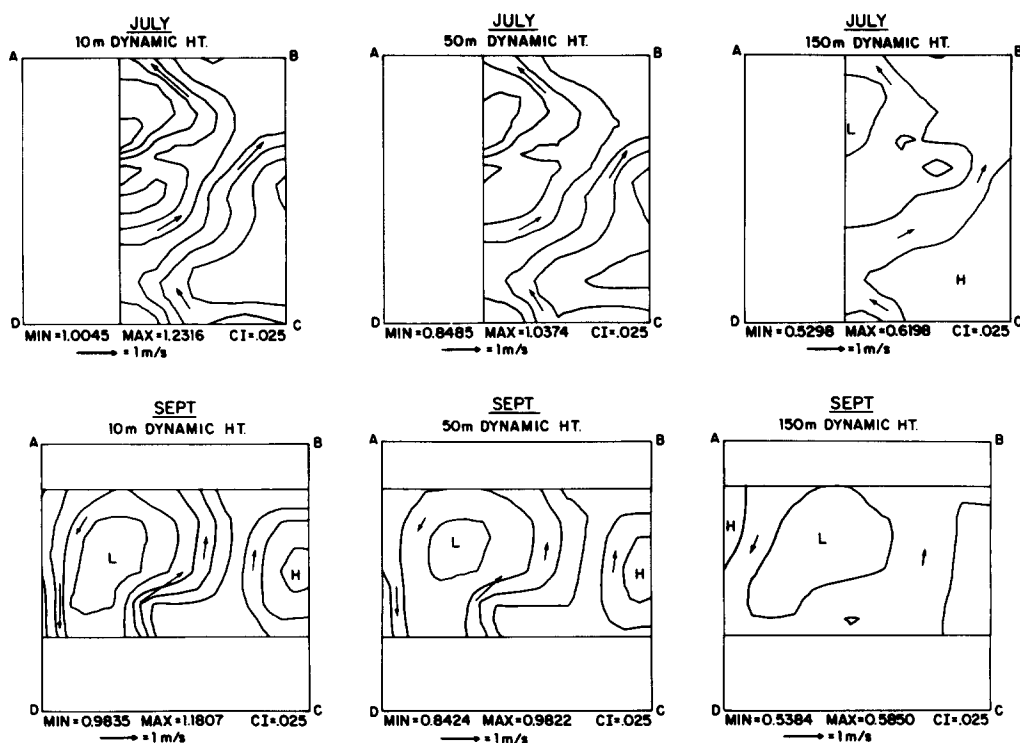 JULY
10m DYNAMIC HT.
A
B
D
C
MIN=1.0045 MAX=1.2316 CI=.025
=1m/s
JULY
50m DYNAMIC HT.
A
B
D
C
MIN=0.8485 MAX=1.0374 CI=.025
=1m/s
JULY
150m DYNAMIC HT.
A
B
L
H
D
C
MIN=0.5298 MAX=0.6198 CI=.025
=1m/s
SEPT
10m DYNAMIC HT.
A
B
L
H
D
C
MIN=0.9835 MAX=1.1807 CI=.025
=1m/s
SEPT
50m DYNAMIC HT.
A
B
L
H
D
C
MIN=0.8424 MAX=0.9822 CI=.025
=1m/s
SEPT
150m DYNAMIC HT.
A
B
H
L
D
C
MIN=0.5384 MAX=0.5850 CI=.025
=1m/s